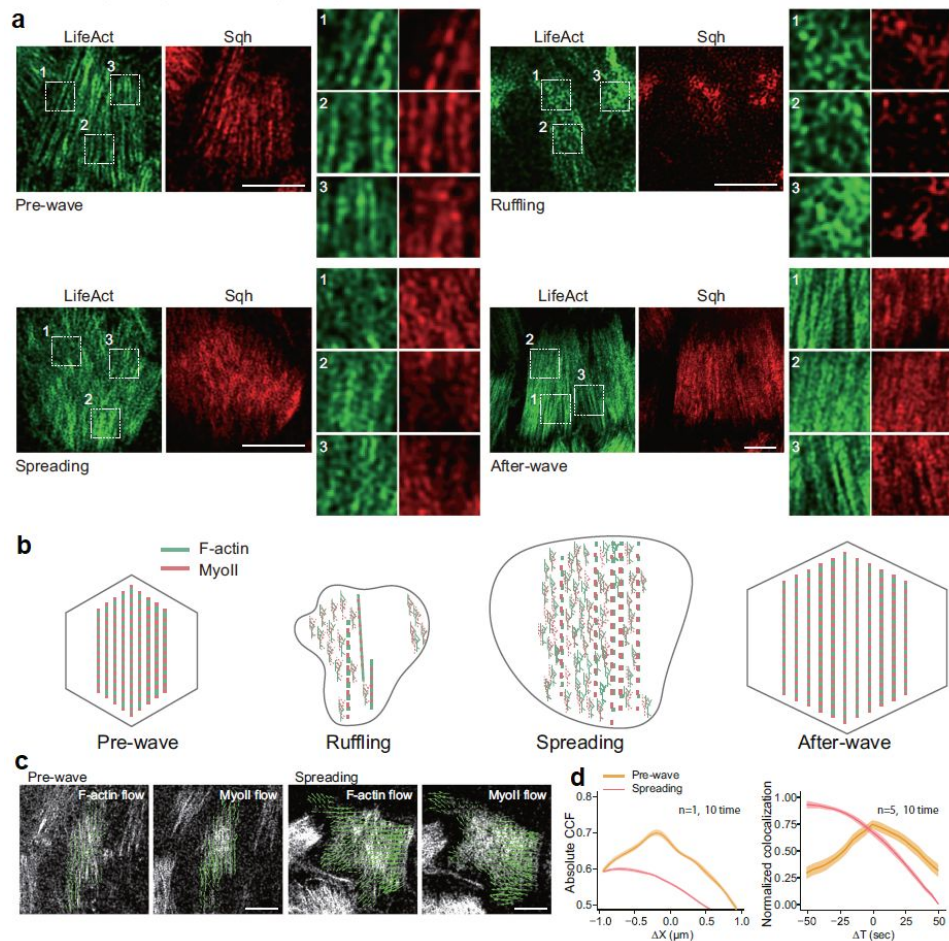 a
LifeAct Sqh
1 3 2
1
2
3
Pre-wave
LifeAct Sqh
1 3 2
1
2
3
Ruffling
LifeAct Sqh
1 3 2
1
2
3
Spreading
LifeAct Sqh
2 3 1
1
2
3
After-wave
b
F-actin
MyoII
Pre-wave Ruffling Spreading After-wave
c
Pre-wave Spreading
F-actin flow MyoII flow F-actin flow MyoII flow
d
Pre-wave
Spreading
n=1, 10 time
Absolute CCF
0.7
0.6
0.5
-1.0 -0.5 0.0 0.5 1.0
ΔX (µm)
n=5, 10 time
Normalized colocalization
1.00
0.75
0.50
0.25
0.00
-50 -25 0 25 50
ΔT (sec)